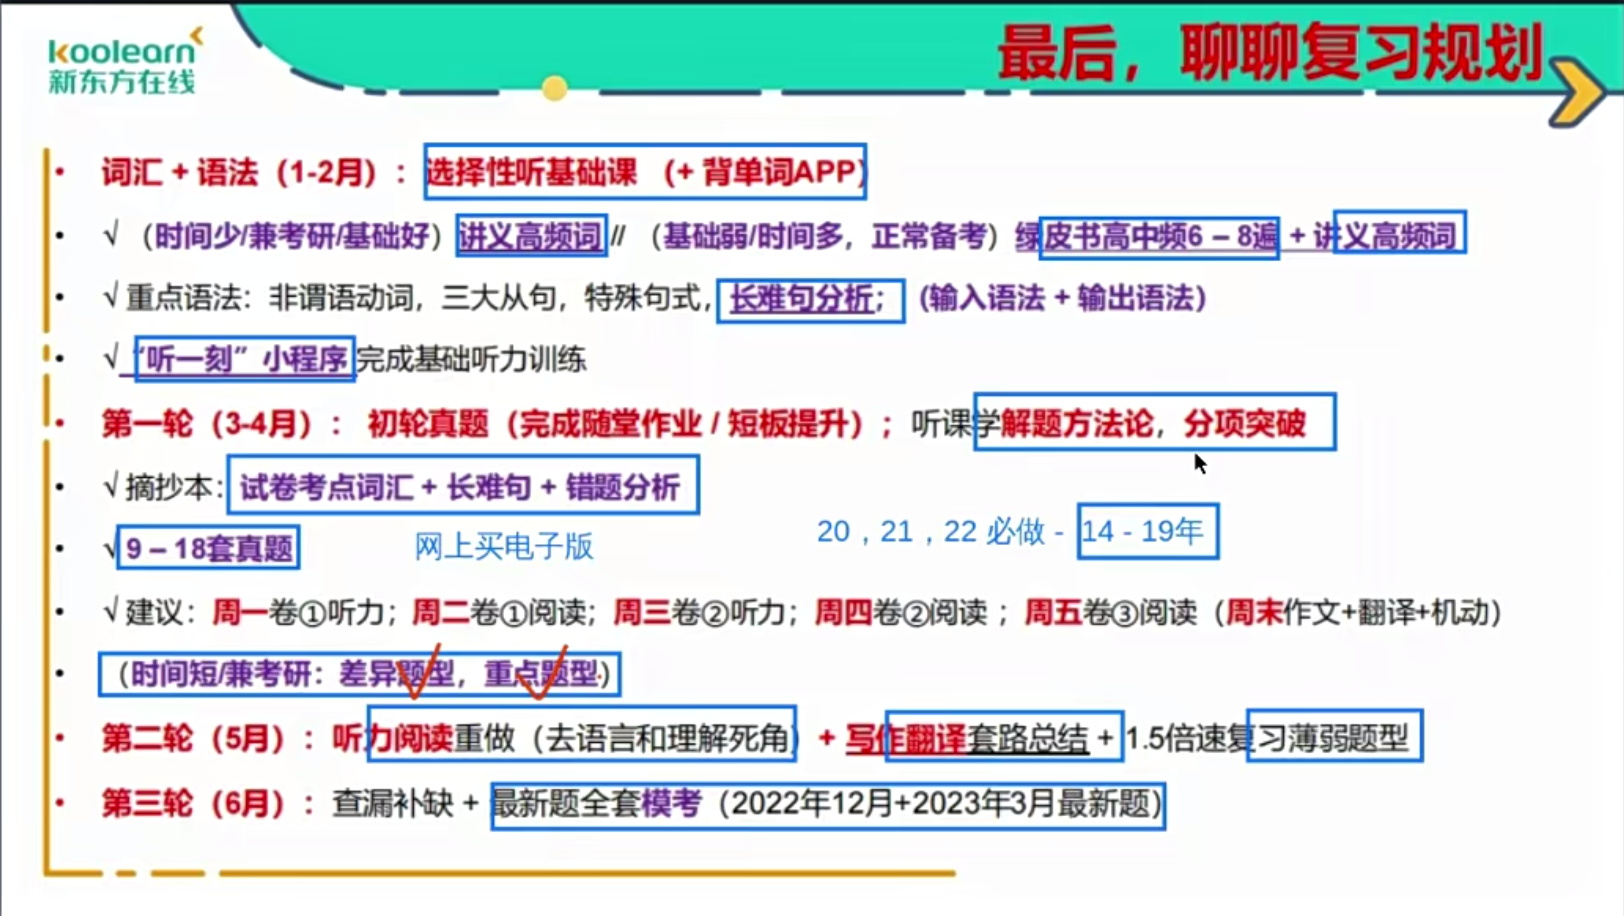 koolearn
新东方在线
最后，聊聊复习规划
• 词汇 + 语法（1-2月）：选择性听基础课 （+ 背单词APP）
• √（时间少/兼考研/基础好）讲义高频词 // （基础弱/时间多，正常备考）绿皮书高中频6 – 8遍 + 讲义高频词
• √ 重点语法：非谓语动词，三大从句，特殊句式，长难句分析；（输入语法 + 输出语法）
• √ “听一刻”小程序完成基础听力训练
• 第一轮（3-4月）： 初轮真题（完成随堂作业 / 短板提升）；听课学解题方法论，分项突破
• √ 摘抄本：试卷考点词汇 + 长难句 + 错题分析
• √ 9 – 18套真题
网上买电子版
20，21，22 必做 - 14 - 19年
• √ 建议：周一卷①听力；周二卷①阅读；周三卷②听力；周四卷②阅读；周五卷③阅读（周末作文+翻译+机动）
• （时间短/兼考研：差异题型，重点题型）
• 第二轮（5月）：听力阅读重做（去语言和理解死角） + 写作翻译套路总结 + 1.5倍速复习薄弱题型
• 第三轮（6月）：查漏补缺 + 最新题全套模考（2022年12月+2023年3月最新题）